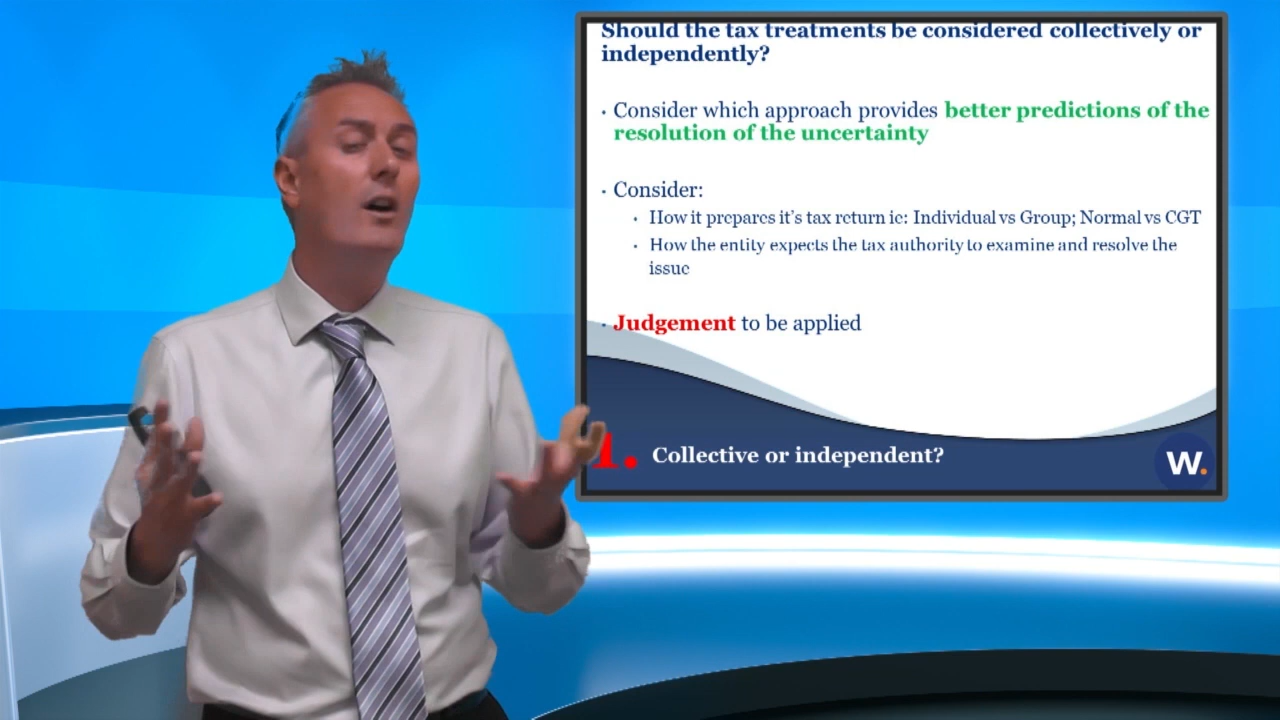 Should the tax treatments be considered collectively or
independently?
· Consider which approach provides better predictions of the
resolution of the uncertainty
· Consider:
· How it prepares it's tax return ie: Individual vs Group; Normal vs CGT
· How the entity expects the tax authority to examine and resolve the
issue
· Judgement to be applied
1. Collective or independent?
W.